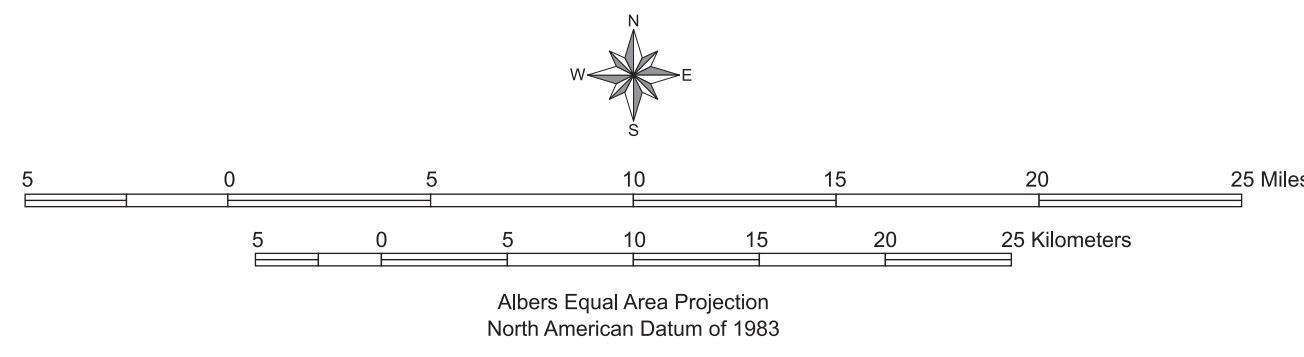 N
W E
S
5 0 5 10 15 20 25 Miles
5 0 5 10 15 20 25 Kilometers
Albers Equal Area Projection
North American Datum of 1983